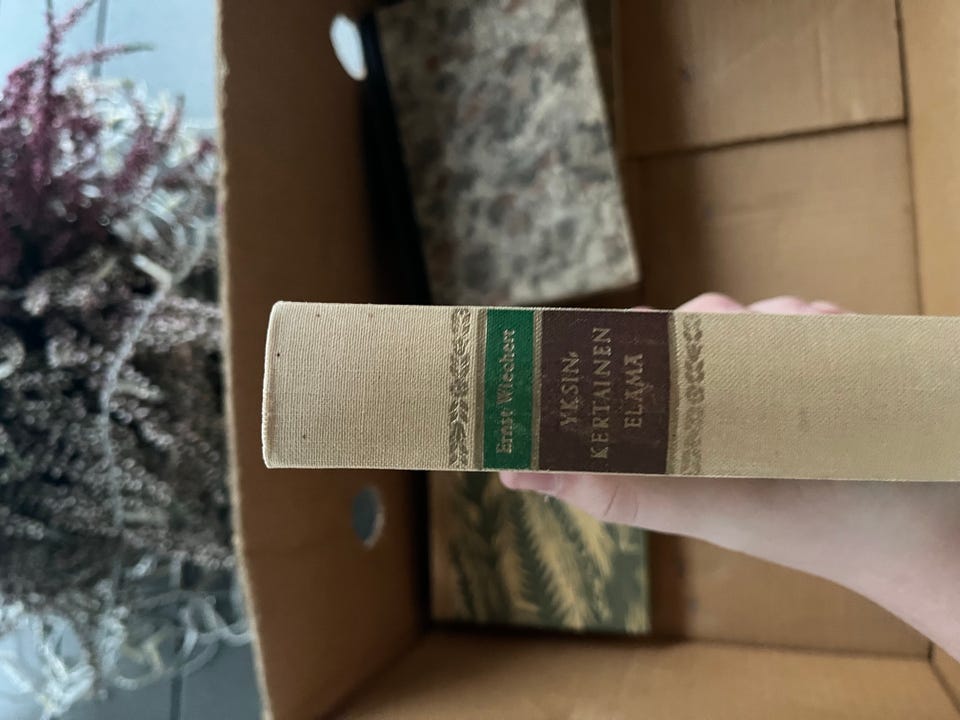 Ernst Wiechert
YKSIN,
KERTAINEN
ELÄMÄ